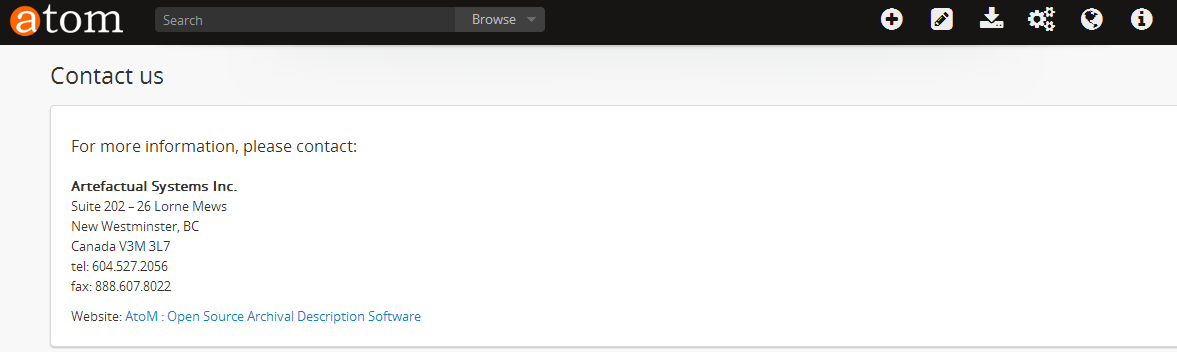 atom
Search
Browse
Contact us
For more information, please contact:
Artefactual Systems Inc.
Suite 202 – 26 Lorne Mews
New Westminster, BC
Canada V3M 3L7
tel: 604.527.2056
fax: 888.607.8022
Website: AtoM : Open Source Archival Description Software